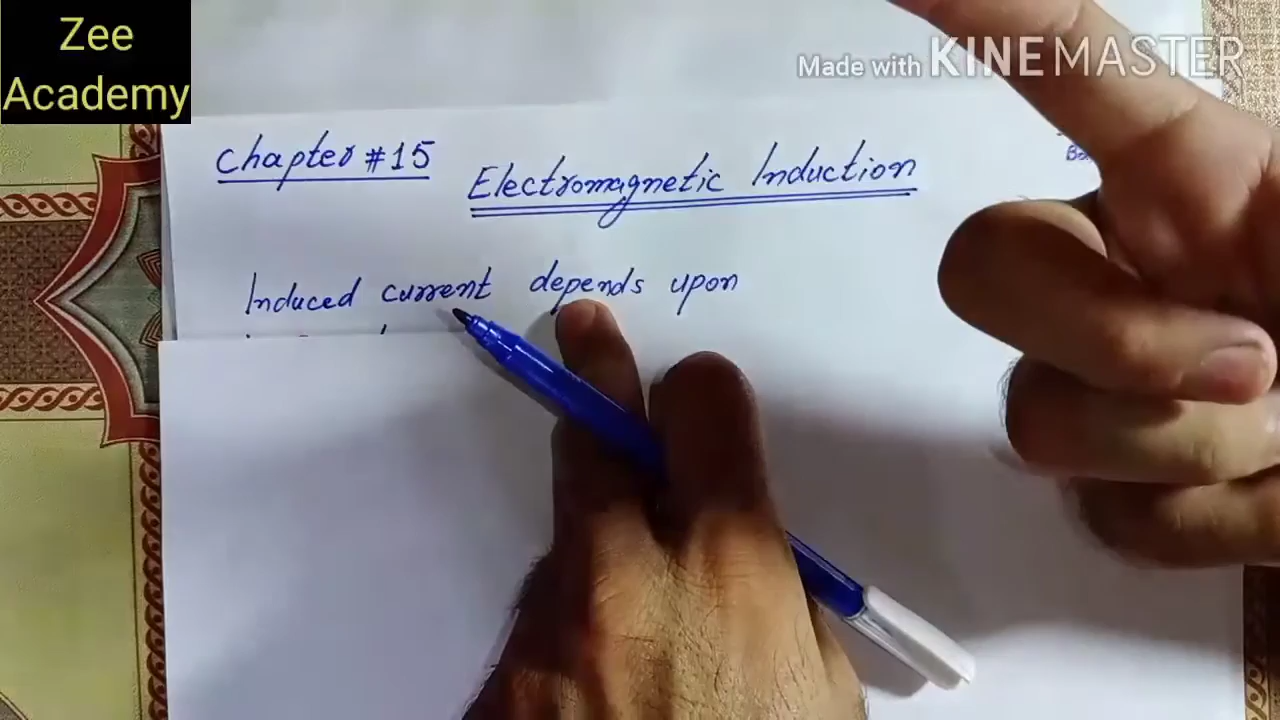 Zee
Academy
Made with KINEMASTER
Chapter #15
Electromagnetic Induction
Induced current depends upon